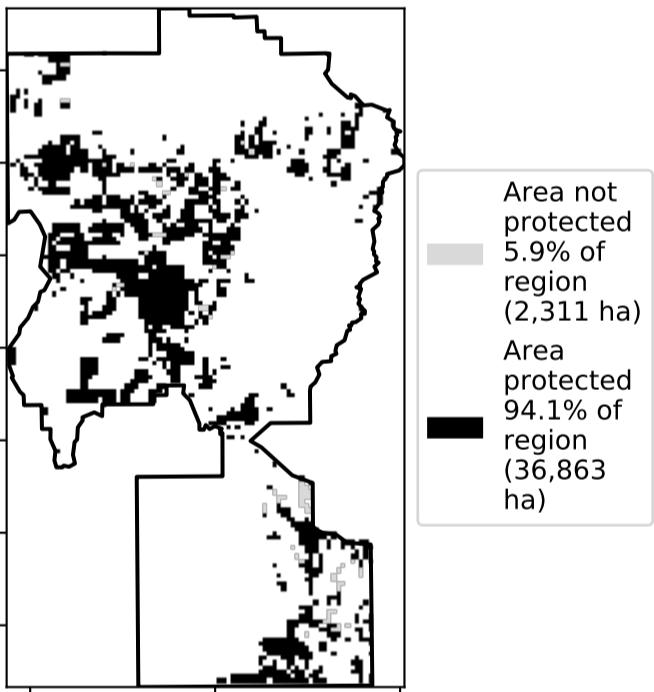 Area not
protected
5.9% of
region
(2,311 ha)
Area
protected
94.1% of
region
(36,863
ha)